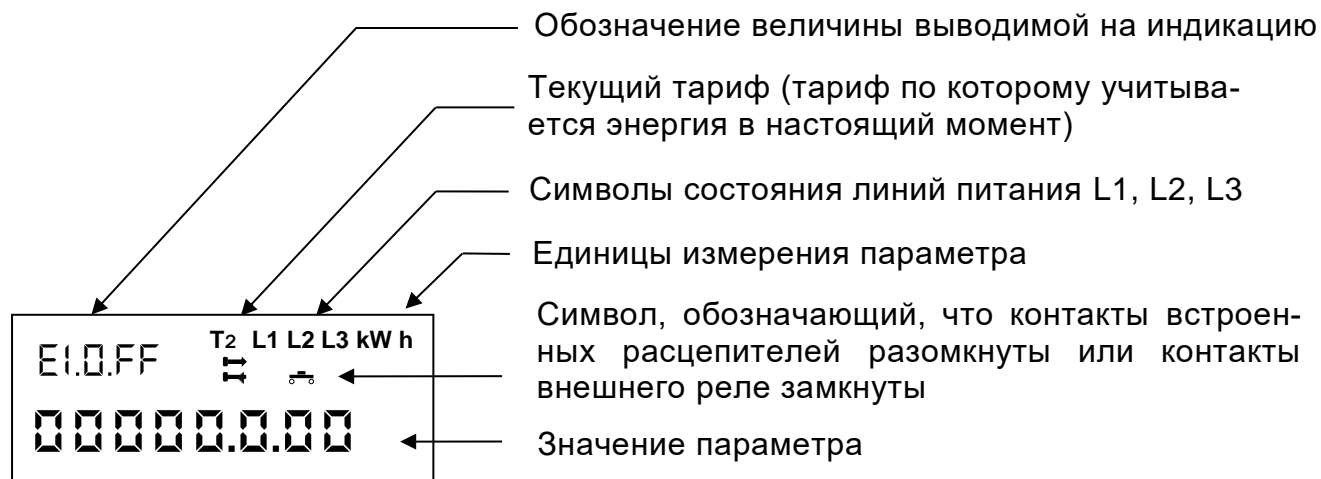 Обозначение величины выводимой на индикацию
Текущий тариф (тариф по которому учитыва-
ется энергия в настоящий момент)
Символы состояния линий питания L1, L2, L3
Единицы измерения параметра
Символ, обозначающий, что контакты встроен-
ных расцепителей разомкнуты или контакты
внешнего реле замкнуты
Значение параметра
T2 L1 L2 L3 kW h
E1.0.FF
00000.0.00